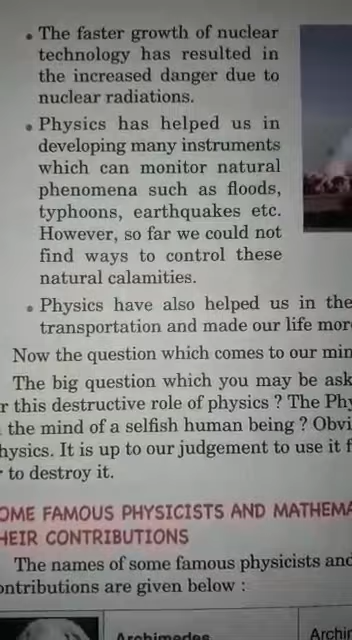 • The faster growth of nuclear
technology has resulted in
the increased danger due to
nuclear radiations.
• Physics has helped us in
developing many instruments
which can monitor natural
phenomena such as floods,
typhoons, earthquakes etc.
However, so far we could not
find ways to control these
natural calamities.
• Physics have also helped us in the
transportation and made our life mor
Now the question which comes to our min
The big question which you may be ask
r this destructive role of physics ? The Phy
the mind of a selfish human being ? Obvi
hysics. It is up to our judgement to use it f
to destroy it.
OME FAMOUS PHYSICISTS AND MATHEMA
HEIR CONTRIBUTIONS
The names of some famous physicists and
ontributions are given below :
Archimedes
Archi